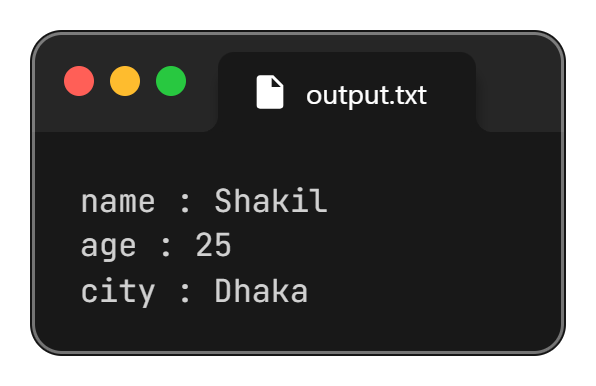 output.txt
name : Shakil
age : 25
city : Dhaka